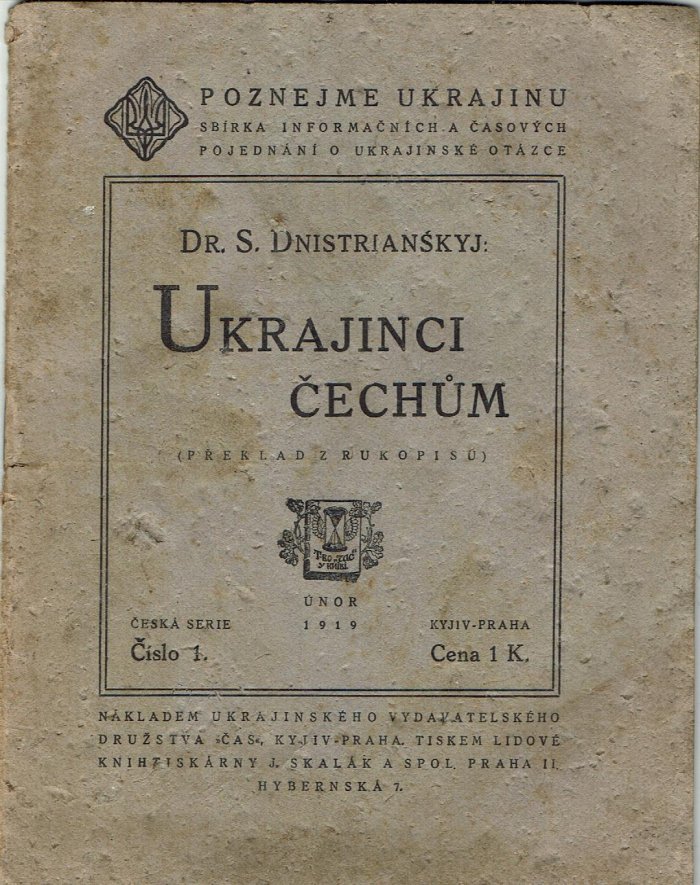 POZNEJME UKRAJINU
SBÍRKA INFORMAČNÍCH A ČASOVÝCH
POJEDNÁNÍ O UKRAJINSKÉ OTÁZCE
DR. S. DNISTRIANŚKYJ:
UKRAJINCI
ČECHŮM
(PŘEKLAD Z RUKOPISŮ)
ÚNOR
ČESKÁ SERIE 1919 KYJIV-PRAHA
Číslo 1. Cena 1 K.
NÁKLADEM UKRAJINSKÉHO VYDAVATELSKÉHO
DRUŽSTVA »ČAS«, KYJIV-PRAHA. TISKEM LIDOVÉ
KNIHTISKÁRNY J. SKALÁK A SPOL. PRAHA II.
HYBERNSKÁ 7.